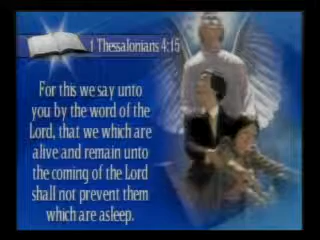 1 Thessalonians 4:15
For this we say unto
you by the word of the
Lord, that we which are
alive and remain unto
the coming of the Lord
shall not prevent them
which are asleep.